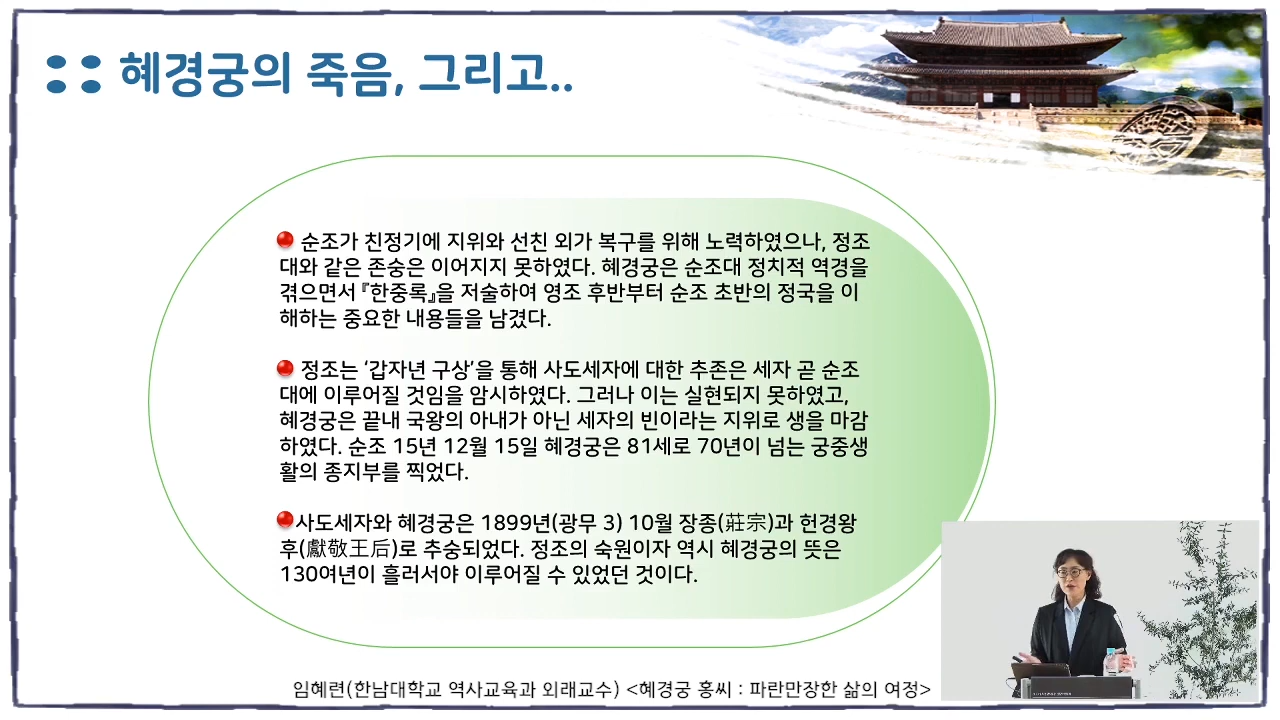 혜경궁의 죽음, 그리고..
순조가 친정기에 지위와 선친 외가 복구를 위해 노력하였으나, 정조
대와 같은 존숭은 이어지지 못하였다. 혜경궁은 순조대 정치적 역경을
겪으면서 『한중록』을 저술하여 영조 후반부터 순조 초반의 정국을 이
해하는 중요한 내용들을 남겼다.
정조는 ‘갑자년 구상’을 통해 사도세자에 대한 추존은 세자 곧 순조
대에 이루어질 것임을 암시하였다. 그러나 이는 실현되지 못하였고,
혜경궁은 끝내 국왕의 아내가 아닌 세자의 빈이라는 지위로 생을 마감
하였다. 순조 15년 12월 15일 혜경궁은 81세로 70년이 넘는 궁중생
활의 종지부를 찍었다.
사도세자와 혜경궁은 1899년(광무 3) 10월 장종(莊宗)과 헌경왕
후(獻敬王后)로 추숭되었다. 정조의 숙원이자 역시 혜경궁의 뜻은
130여년이 흘러서야 이루어질 수 있었던 것이다.
임혜련(한남대학교 역사교육과 외래교수) <혜경궁 홍씨 : 파란만장한 삶의 여정>